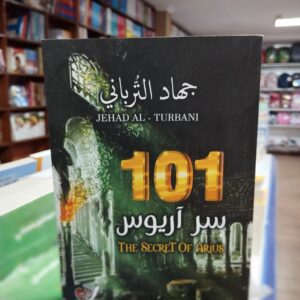 جهاد التُرباني
JEHAD AL - TURBANI
101
سر آريوس
THE SECRET OF ARIUS